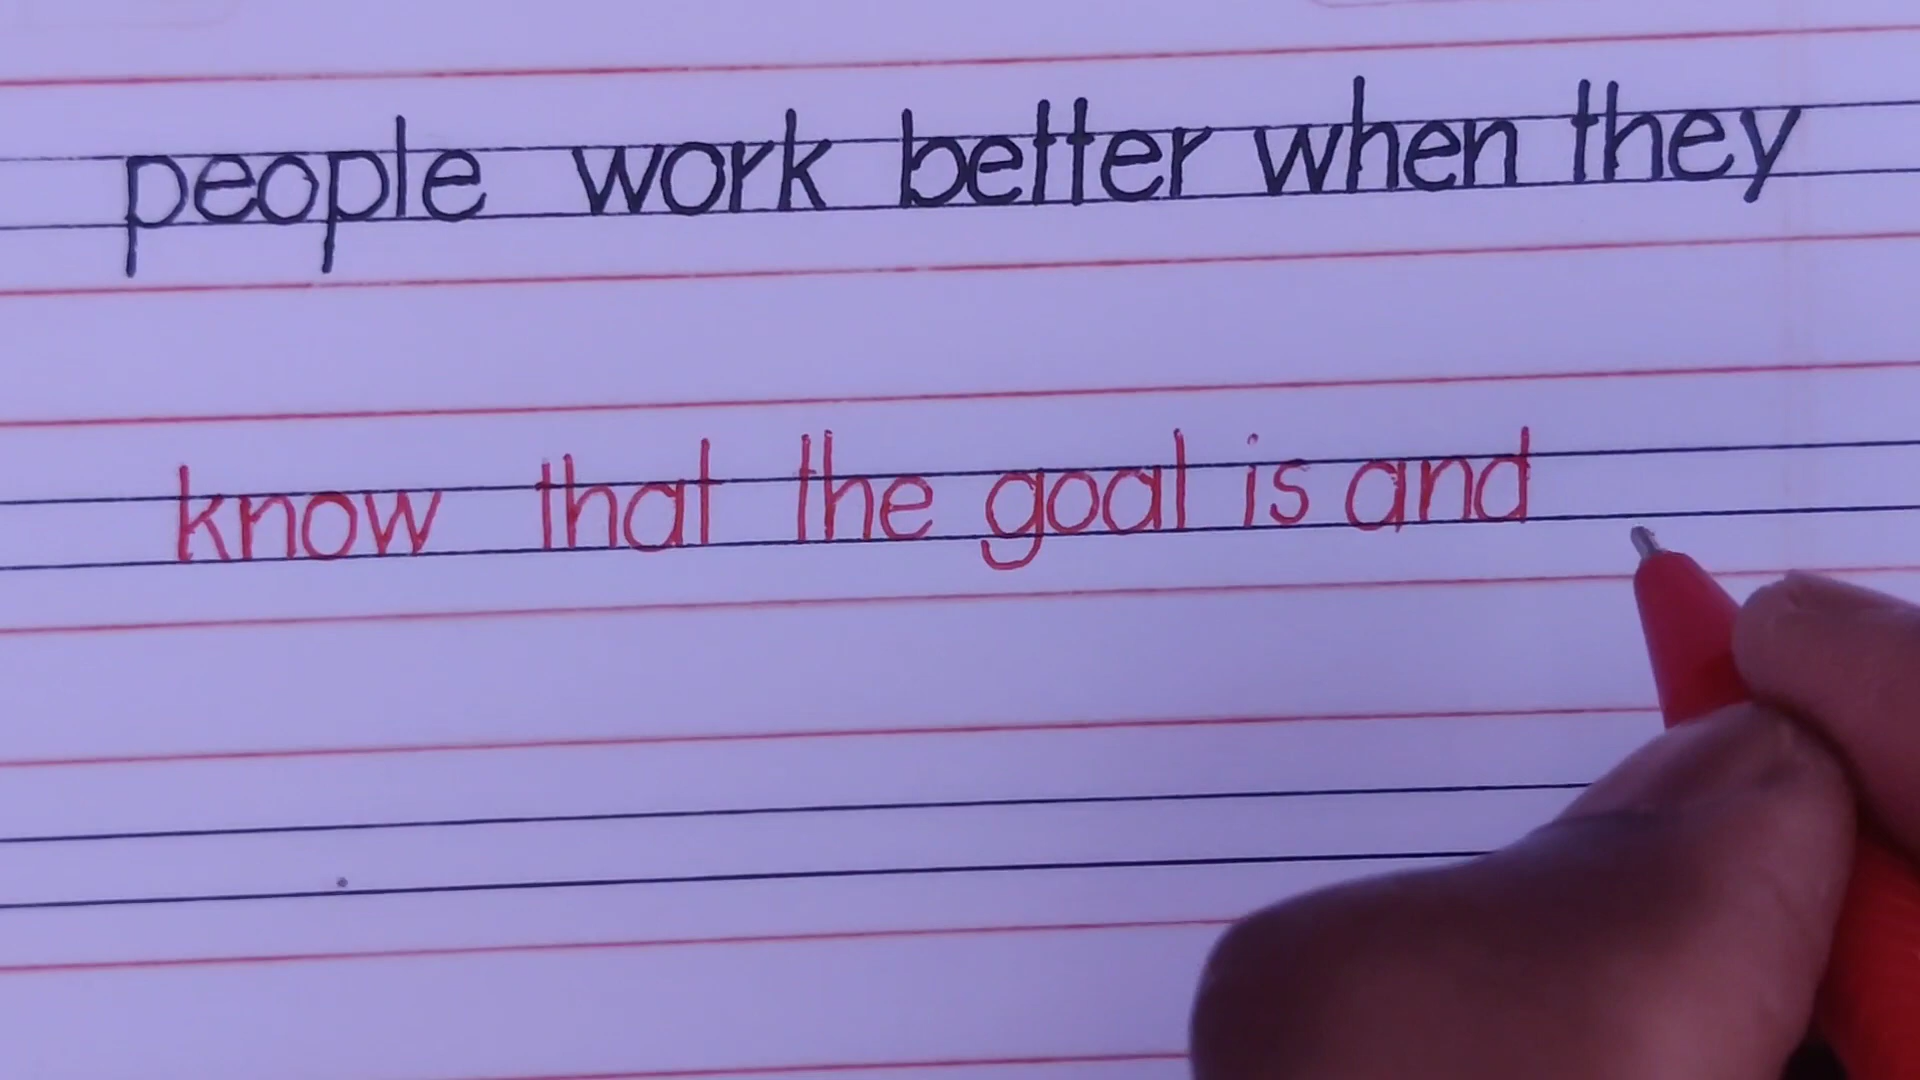 people work better when they
know that the goal is and